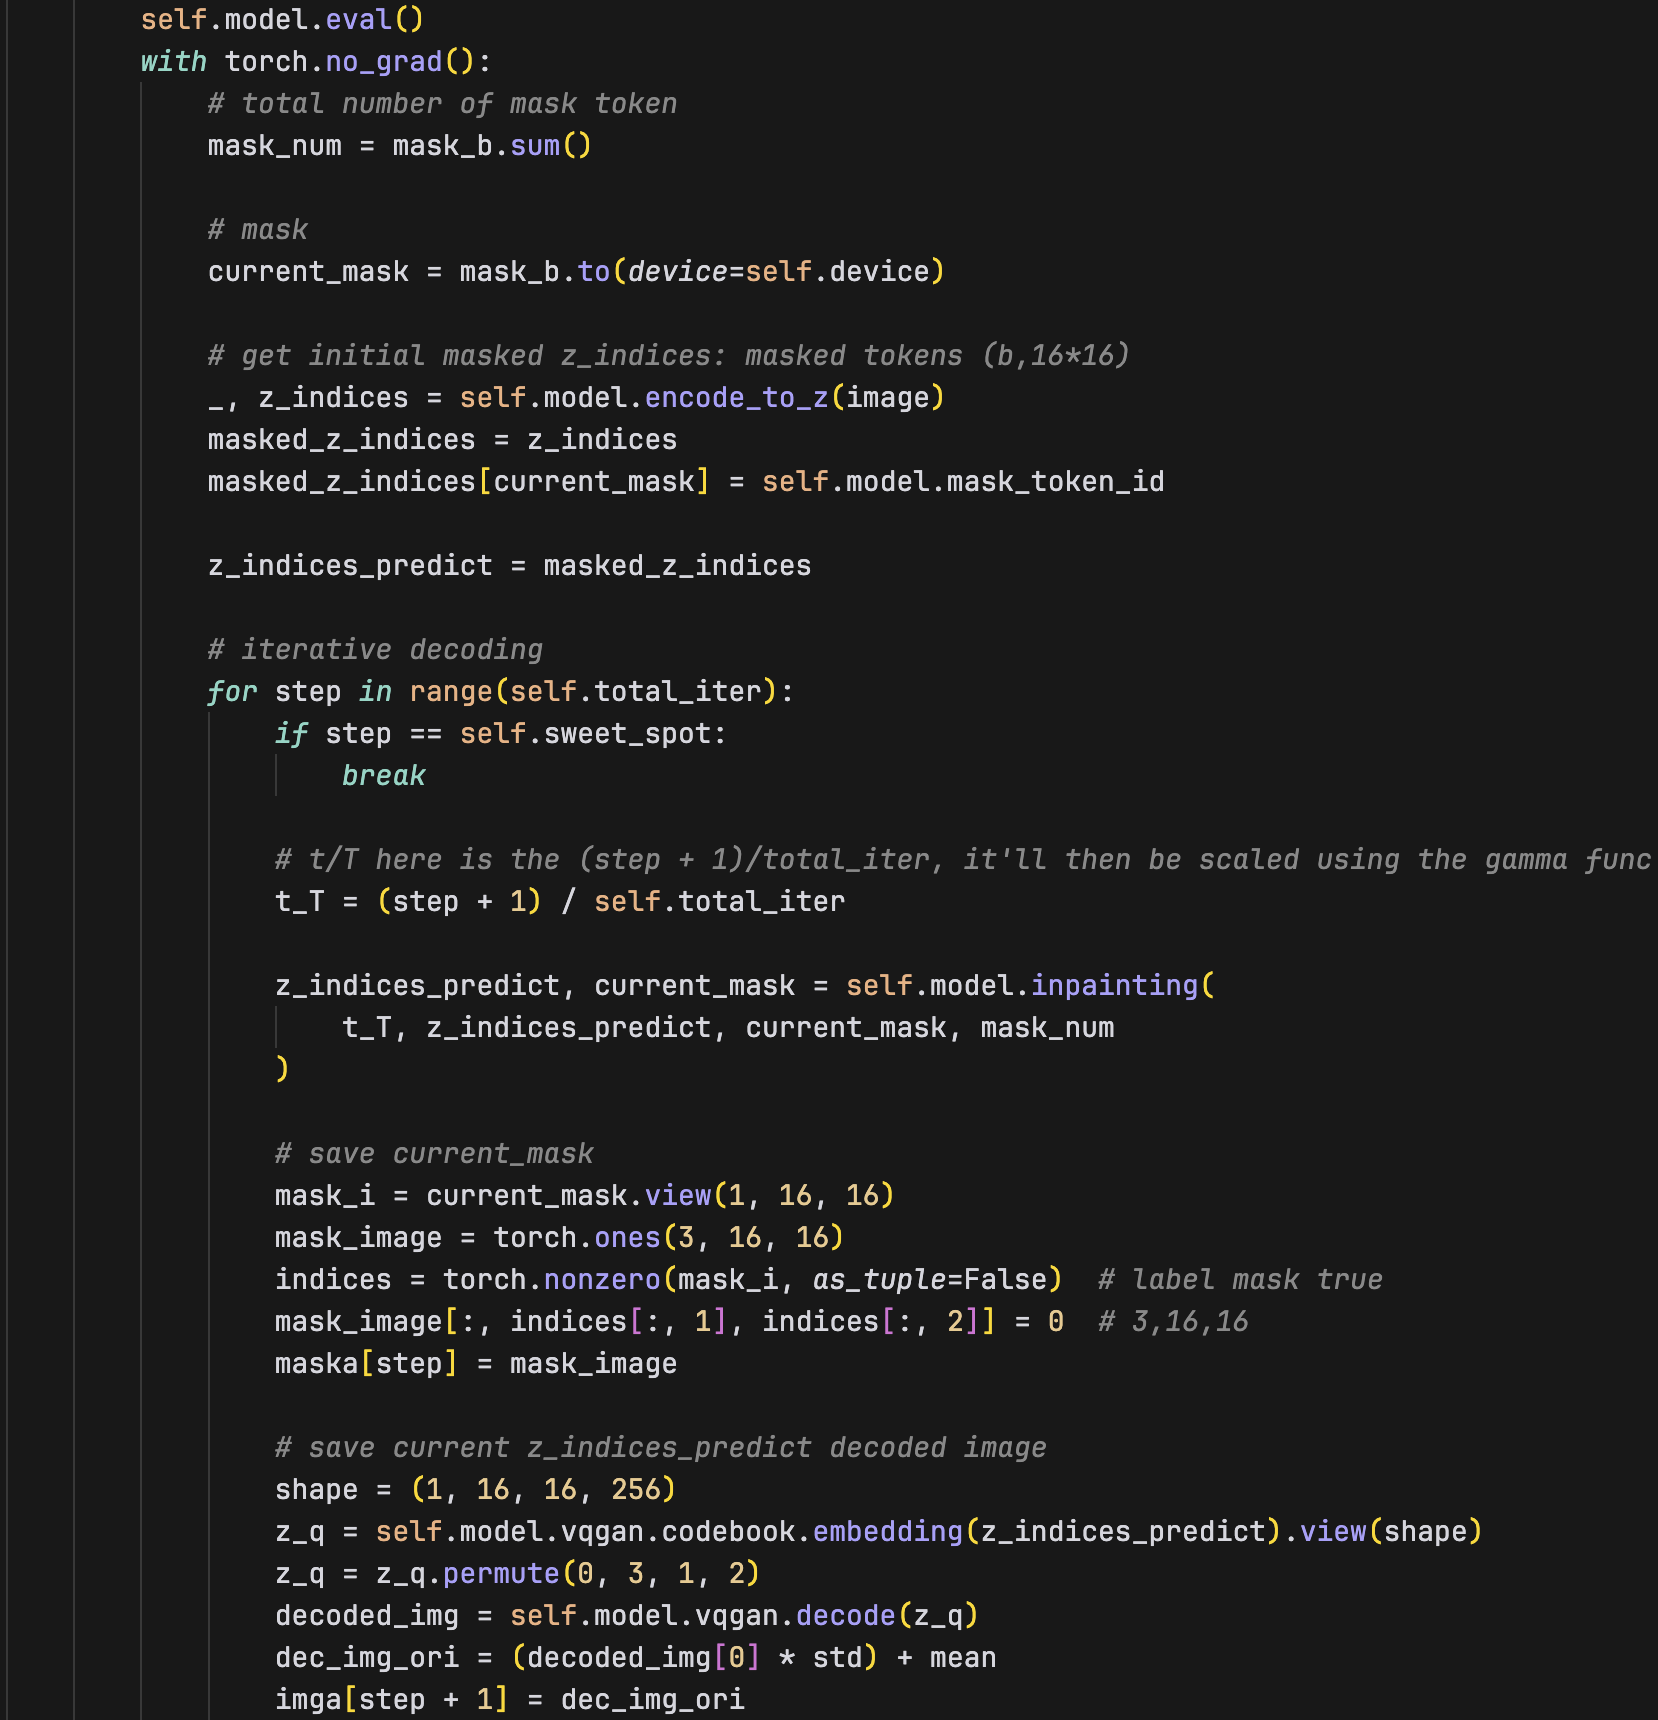 self.model.eval()
with torch.no_grad():
# total number of mask token
mask_num = mask_b.sum()
# mask
current_mask = mask_b.to(device=self.device)
# get initial masked z_indices: masked tokens (b,16*16)
_, z_indices = self.model.encode_to_z(image)
masked_z_indices = z_indices
masked_z_indices[current_mask] = self.model.mask_token_id
z_indices_predict = masked_z_indices
# iterative decoding
for step in range(self.total_iter):
if step == self.sweet_spot:
break
# t/T here is the (step + 1)/total_iter, it'll then be scaled using the gamma func
t_T = (step + 1) / self.total_iter
z_indices_predict, current_mask = self.model.inpainting(
t_T, z_indices_predict, current_mask, mask_num
)
# save current_mask
mask_i = current_mask.view(1, 16, 16)
mask_image = torch.ones(3, 16, 16)
indices = torch.nonzero(mask_i, as_tuple=False)  # label mask true
mask_image[:, indices[:, 1], indices[:, 2]] = 0  # 3,16,16
maska[step] = mask_image
# save current z_indices_predict decoded image
shape = (1, 16, 16, 256)
z_q = self.model.vqgan.codebook.embedding(z_indices_predict).view(shape)
z_q = z_q.permute(0, 3, 1, 2)
decoded_img = self.model.vqgan.decode(z_q)
dec_img_ori = (decoded_img[0] * std) + mean
imga[step + 1] = dec_img_ori